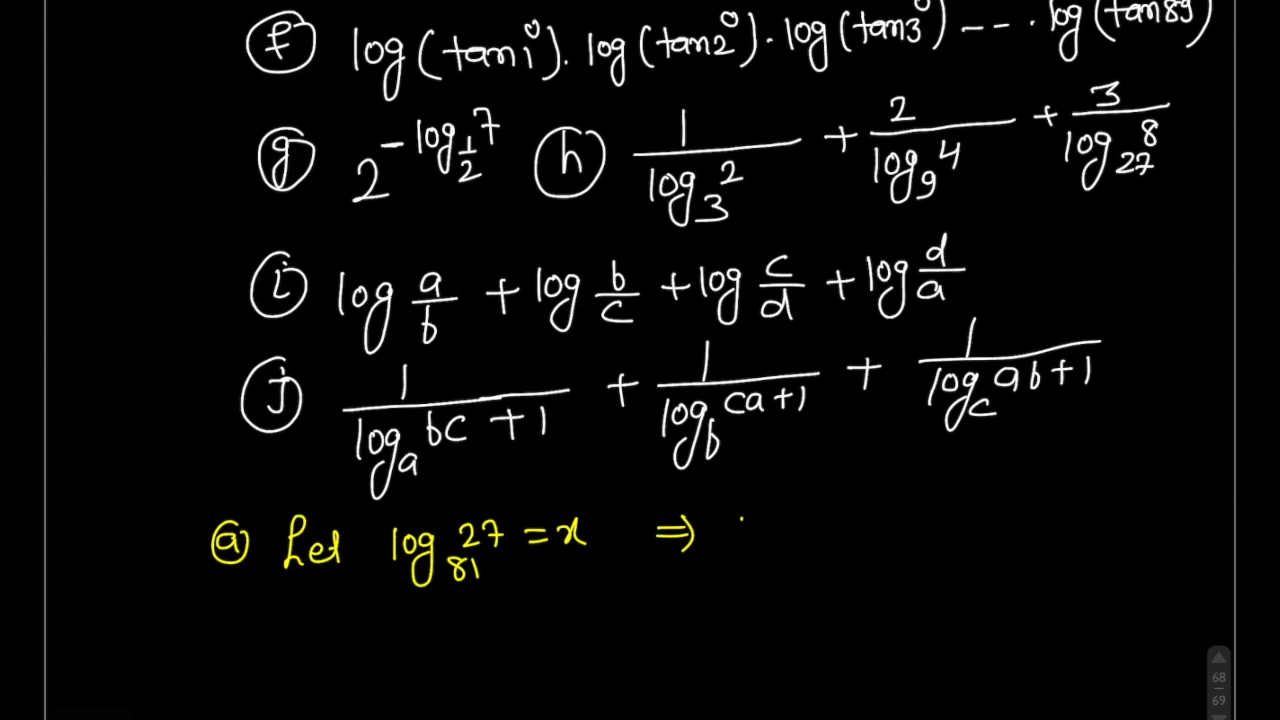 (f) log(tan1°). log(tan2°). log(tan3°) --- . log(tan89)
(g) 2^(-log_(1/2) 7) (h) 1/(log_3 2) + 2/(log_9 4) + 3/(log_27 8)
(i) log a/b + log b/c + log c/d + log d/a
(j) 1/(log_a bc + 1) + 1/(log_b ca + 1) + 1/(log_c ab + 1)
(a) Let log_81 27 = x ⇒
68
69